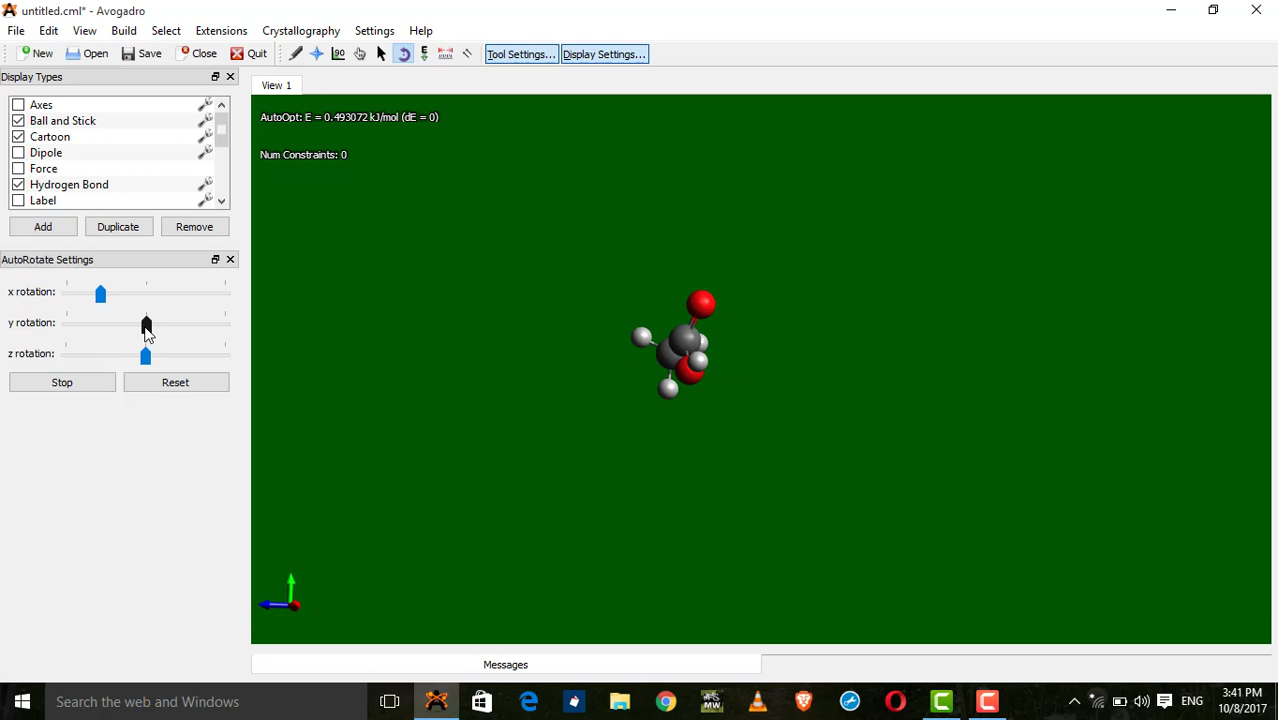 untitled.cml* - Avogadro
File Edit View Build Select Extensions Crystallography Settings Help
New Open Save Close Quit 90 E Tool Settings... Display Settings...
Display Types
View 1
Axes
Ball and Stick
Cartoon
Dipole
Force
Hydrogen Bond
Label
Add Duplicate Remove
AutoRotate Settings
x rotation:
y rotation:
z rotation:
Stop Reset
AutoOpt: E = 0.493072 kJ/mol (dE = 0)
Num Constraints: 0
Messages
Search the web and Windows
MW
ENG
3:41 PM
10/8/2017